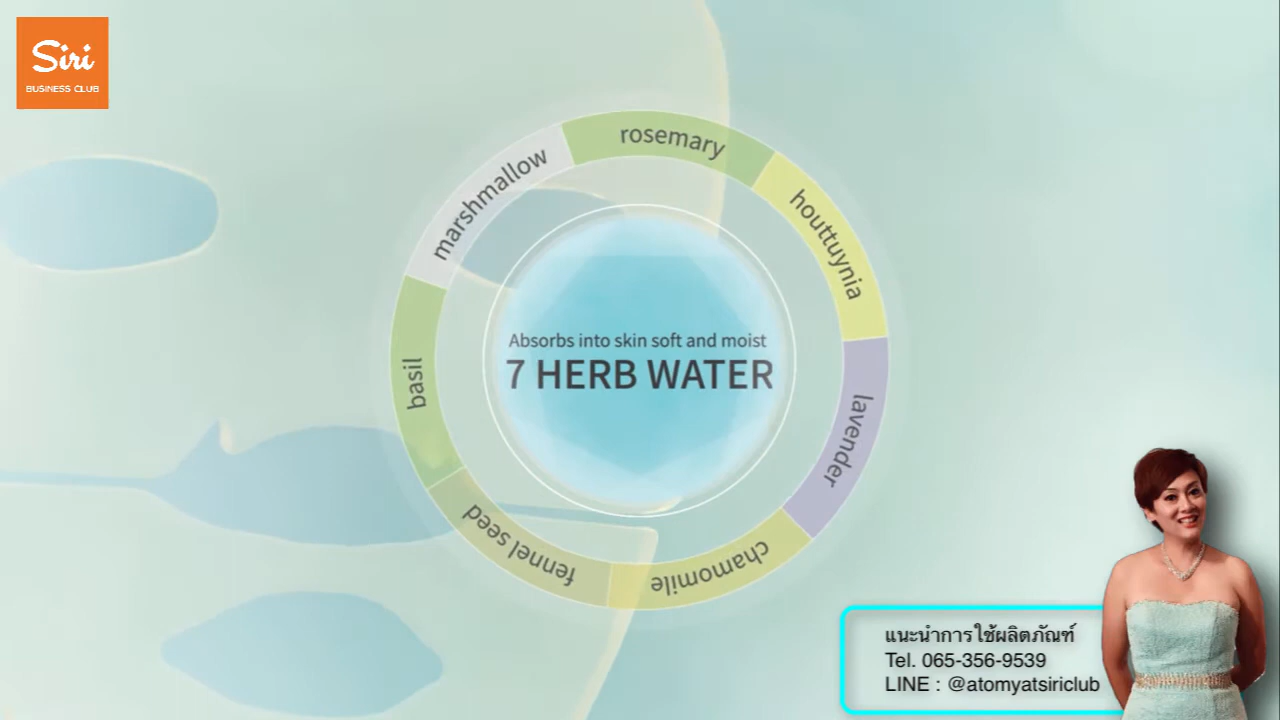 Siri
BUSINESS CLUB
rosemary
houttuynia
lavender
chamomile
fennel seed
basil
marshmallow
Absorbs into skin soft and moist
7 HERB WATER
แนะนำการใช้ผลิตภัณฑ์
Tel. 065-356-9539
LINE : @atomyatsiriclub